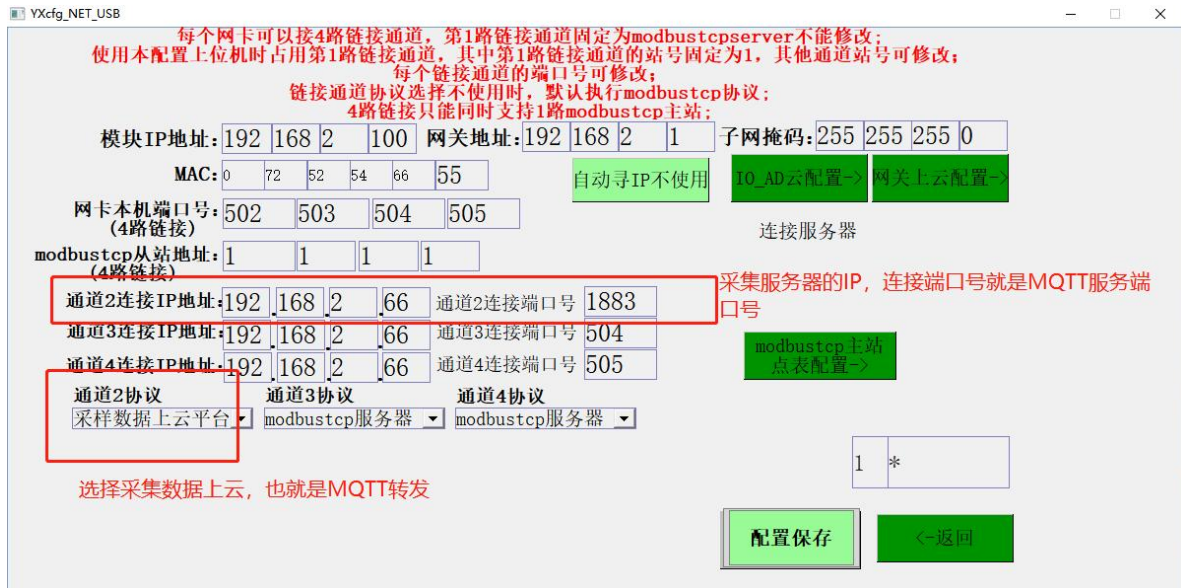 YXcfg_NET_USB
每个网卡可以接4路链接通道，第1路链接通道固定为modbustcpserver不能修改；
使用本配置上位机时占用第1路链接通道，其中第1路链接通道的站号固定为1，其他通道站号可修改；
每个链接通道的端口号可修改；
链接通道协议选择不使用时，默认执行modbustcp协议；
4路链接只能同时支持1路modbustcp主站；
模块IP地址: 192 168 2 100 网关地址: 192 168 2 1 子网掩码: 255 255 255 0
MAC: 0 72 52 54 66 55 自动寻IP不使用 IO_AD云配置-> 网关上云配置->
网卡本机端口号: 502 503 504 505
(4路链接)
连接服务器
modbustcp从站地址: 1 1 1 1
(4路链接)
通道2连接IP地址: 192 . 168 . 2 . 66 通道2连接端口号 1883
采集服务器的IP，连接端口号就是MQTT服务端
口号
通道3连接IP地址: 192 . 168 . 2 . 66 通道3连接端口号 504
通道4连接IP地址: 192 . 168 . 2 . 66 通道4连接端口号 505
modbustcp主站
点表配置->
通道2协议 通道3协议 通道4协议
采样数据上云平台 modbustcp服务器 modbustcp服务器
1 *
选择采集数据上云，也就是MQTT转发
配置保存 <-返回